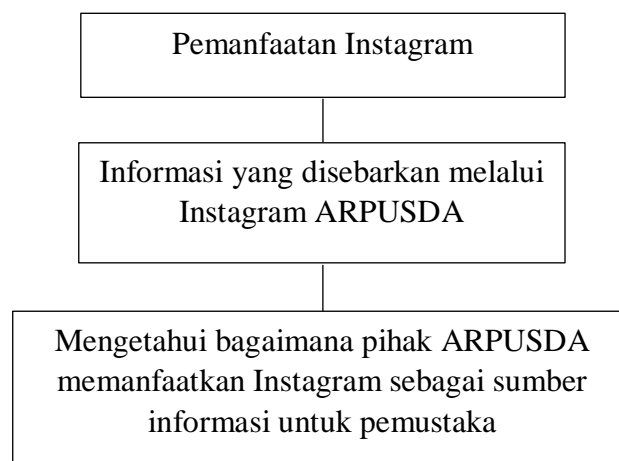 Pemanfaatan Instagram
Informasi yang disebarkan melalui
Instagram ARPUSDA
Mengetahui bagaimana pihak ARPUSDA
memanfaatkan Instagram sebagai sumber
informasi untuk pemustaka